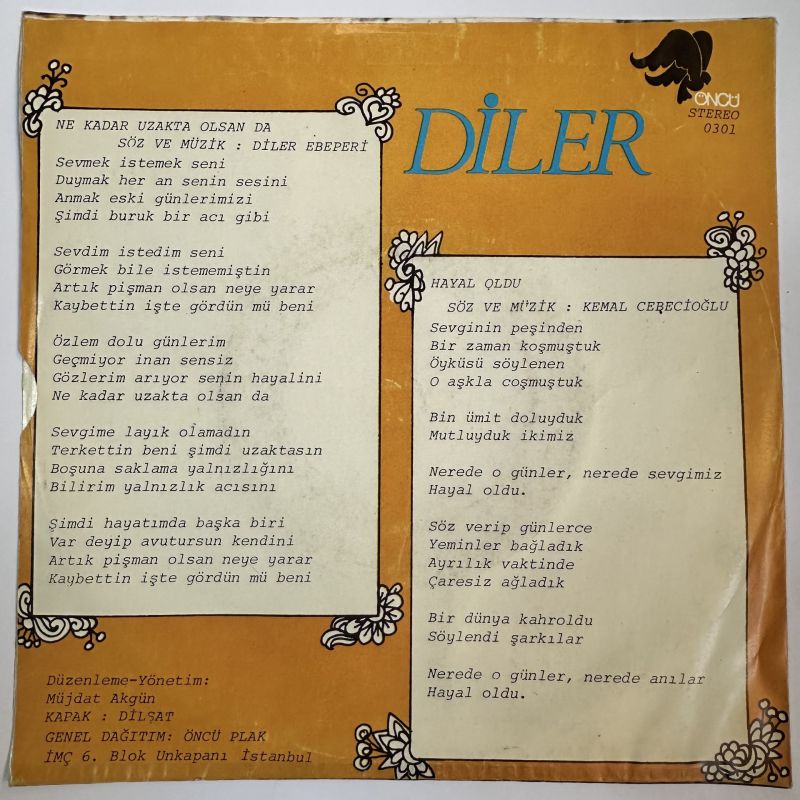 ÖNCÜ
STEREO
0301
DİLER
NE KADAR UZAKTA OLSAN DA
SÖZ VE MÜZİK : DİLER EBEPERİ
Sevmek istemek seni
Duymak her an senin sesini
Anmak eski günlerimizi
Şimdi buruk bir acı gibi
Sevdim istedim seni
Görmek bile istememiştin
Artık pişman olsan neye yarar
Kaybettin işte gördün mü beni
Özlem dolu günlerim
Geçmiyor inan sensiz
Gözlerim arıyor senin hayalini
Ne kadar uzakta olsan da
Sevgime layık olamadın
Terkettin beni şimdi uzaktasın
Boşuna saklama yalnızlığını
Bilirim yalnızlık acısını
Şimdi hayatımda başka biri
Var deyip avutursun kendini
Artık pişman olsan neye yarar
Kaybettin işte gördün mü beni
HAYAL OLDU
SÖZ VE MÜZİK : KEMAL CEBECİOĞLU
Sevginin peşinden
Bir zaman koşmuştuk
Öyküsü söylenen
O aşkla coşmuştuk
Bin ümit doluyduk
Mutluyduk ikimiz
Nerede o günler, nerede sevgimiz
Hayal oldu.
Söz verip günlerce
Yeminler bağladık
Ayrılık vaktinde
Çaresiz ağladık
Bir dünya kahroldu
Söylendi şarkılar
Nerede o günler, nerede anılar
Hayal oldu.
Düzenleme-Yönetim:
Müjdat Akgün
KAPAK : DİLŞAT
GENEL DAĞITIM: ÖNCÜ PLAK
İMÇ 6. Blok Unkapanı İstanbul